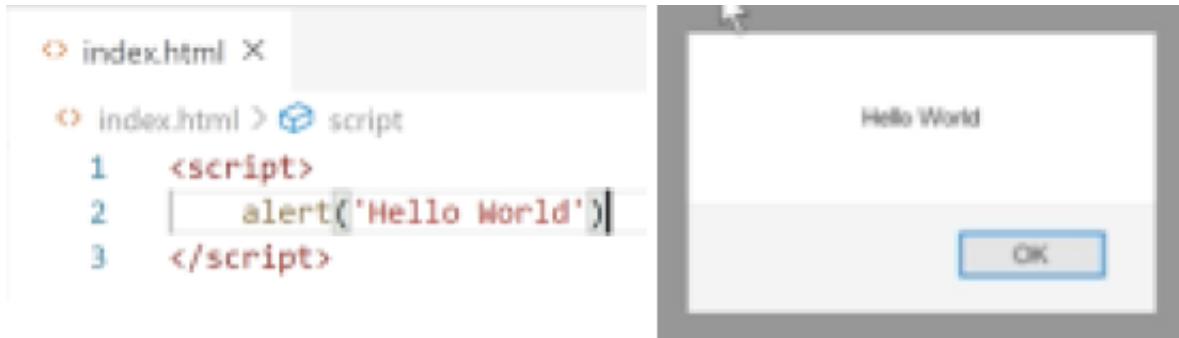 index.html
index.html > script
1 <script>
2 alert('Hello World')
3 </script>
Hello World
OK